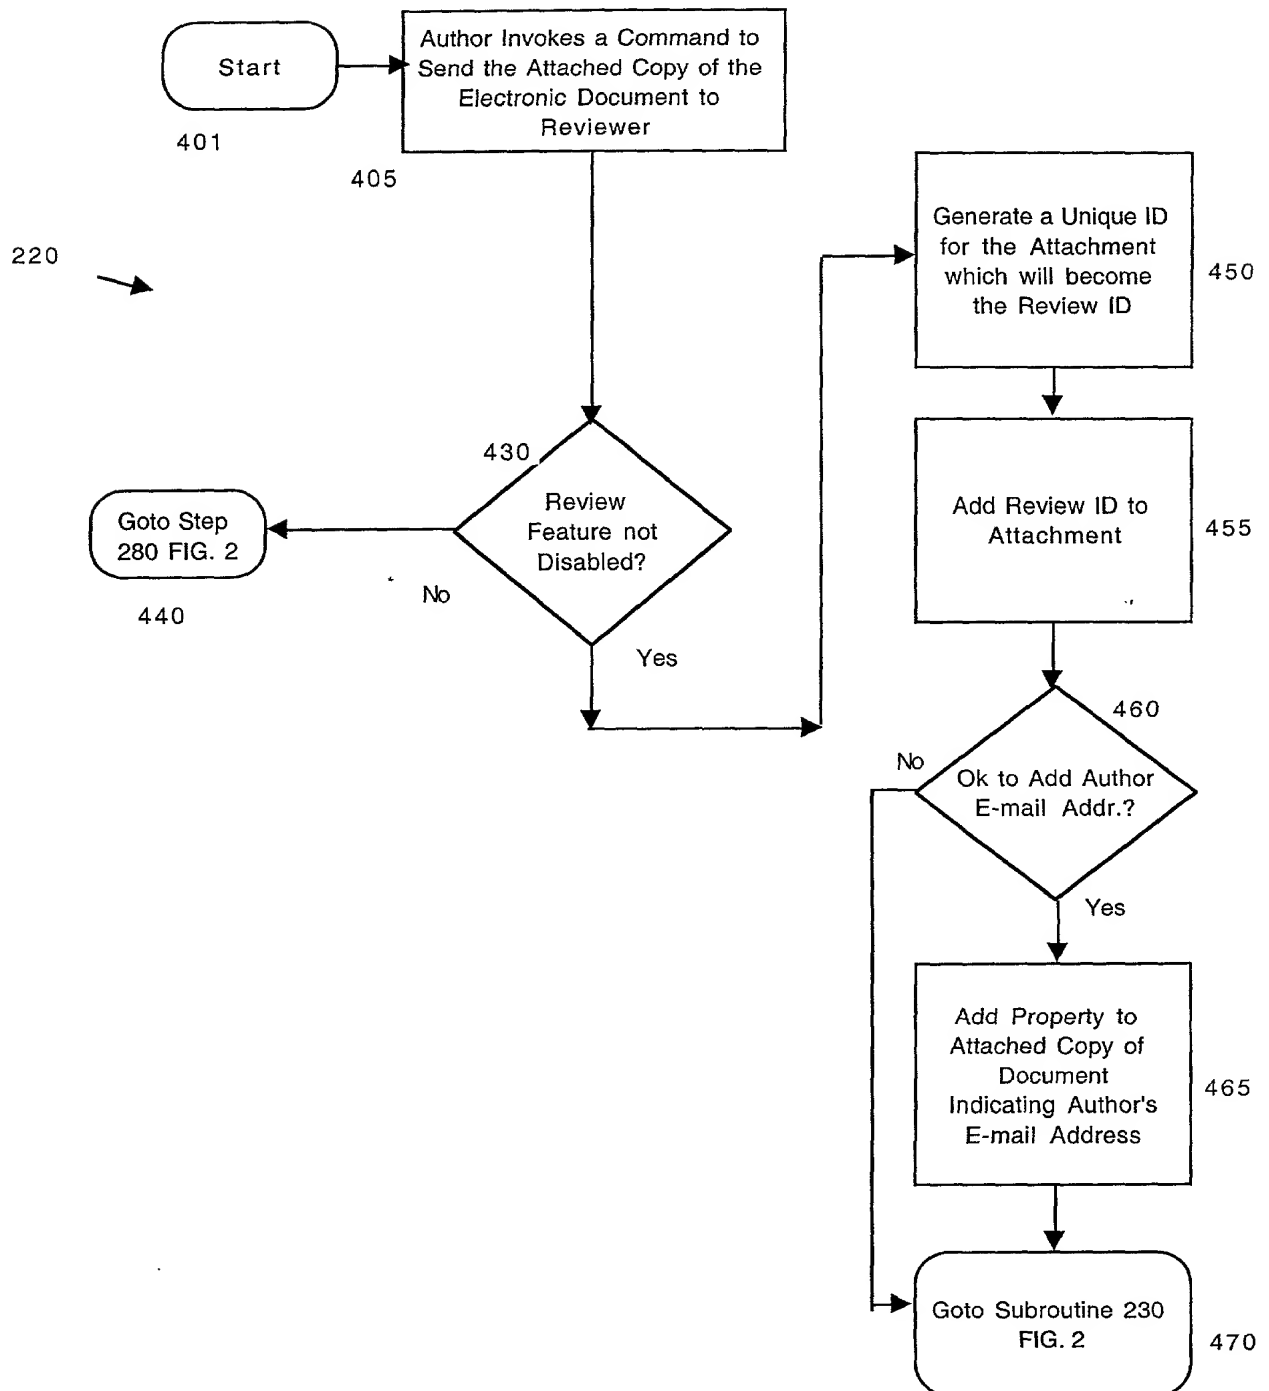 Start
401
Author Invokes a Command to
Send the Attached Copy of the
Electronic Document to
Reviewer
405
220
430
Review
Feature not
Disabled?
No
Yes
Goto Step
280 FIG. 2
440
Generate a Unique ID
for the Attachment
which will become
the Review ID
450
Add Review ID to
Attachment
455
460
Ok to Add Author
E-mail Addr.?
No
Yes
Add Property to
Attached Copy of
Document
Indicating Author's
E-mail Address
465
Goto Subroutine 230
FIG. 2
470